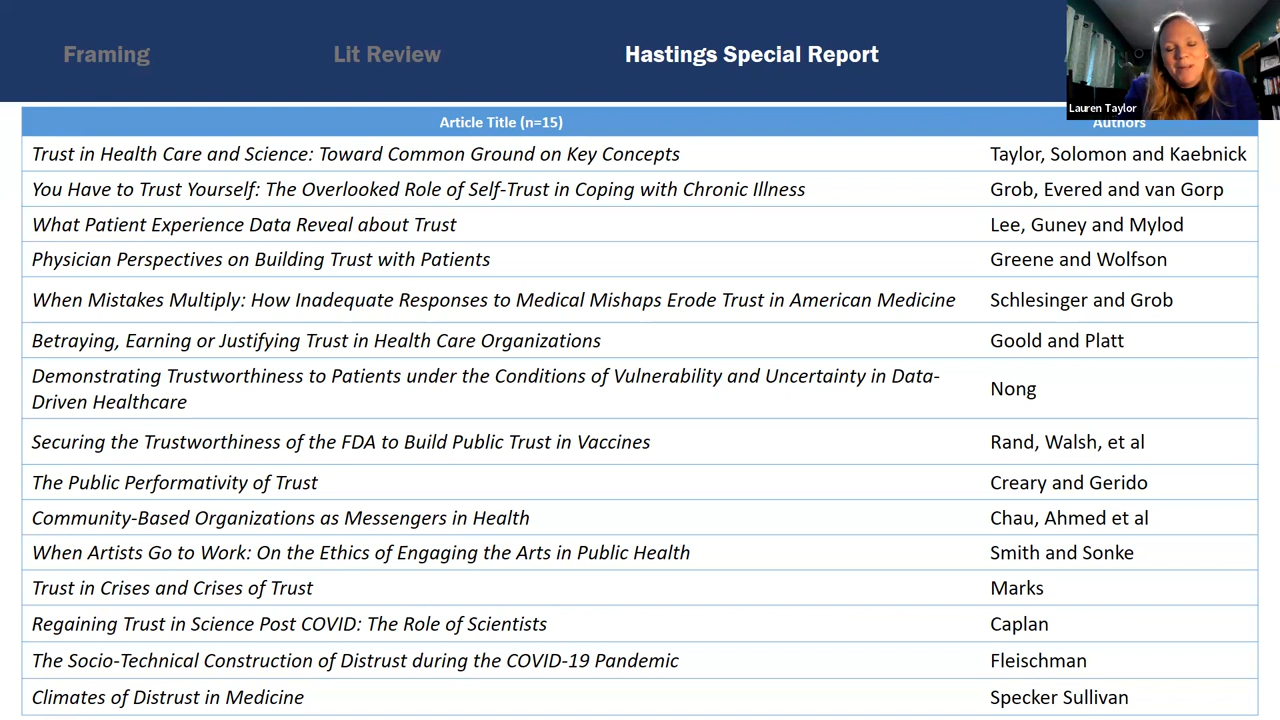 Framing
Lit Review
Hastings Special Report
Lauren Taylor
Article Title (n=15)
Authors
Trust in Health Care and Science: Toward Common Ground on Key Concepts
Taylor, Solomon and Kaebnick
You Have to Trust Yourself: The Overlooked Role of Self-Trust in Coping with Chronic Illness
Grob, Evered and van Gorp
What Patient Experience Data Reveal about Trust
Lee, Guney and Mylod
Physician Perspectives on Building Trust with Patients
Greene and Wolfson
When Mistakes Multiply: How Inadequate Responses to Medical Mishaps Erode Trust in American Medicine
Schlesinger and Grob
Betraying, Earning or Justifying Trust in Health Care Organizations
Goold and Platt
Demonstrating Trustworthiness to Patients under the Conditions of Vulnerability and Uncertainty in Data-
Driven Healthcare
Nong
Securing the Trustworthiness of the FDA to Build Public Trust in Vaccines
Rand, Walsh, et al
The Public Performativity of Trust
Creary and Gerido
Community-Based Organizations as Messengers in Health
Chau, Ahmed et al
When Artists Go to Work: On the Ethics of Engaging the Arts in Public Health
Smith and Sonke
Trust in Crises and Crises of Trust
Marks
Regaining Trust in Science Post COVID: The Role of Scientists
Caplan
The Socio-Technical Construction of Distrust during the COVID-19 Pandemic
Fleischman
Climates of Distrust in Medicine
Specker Sullivan